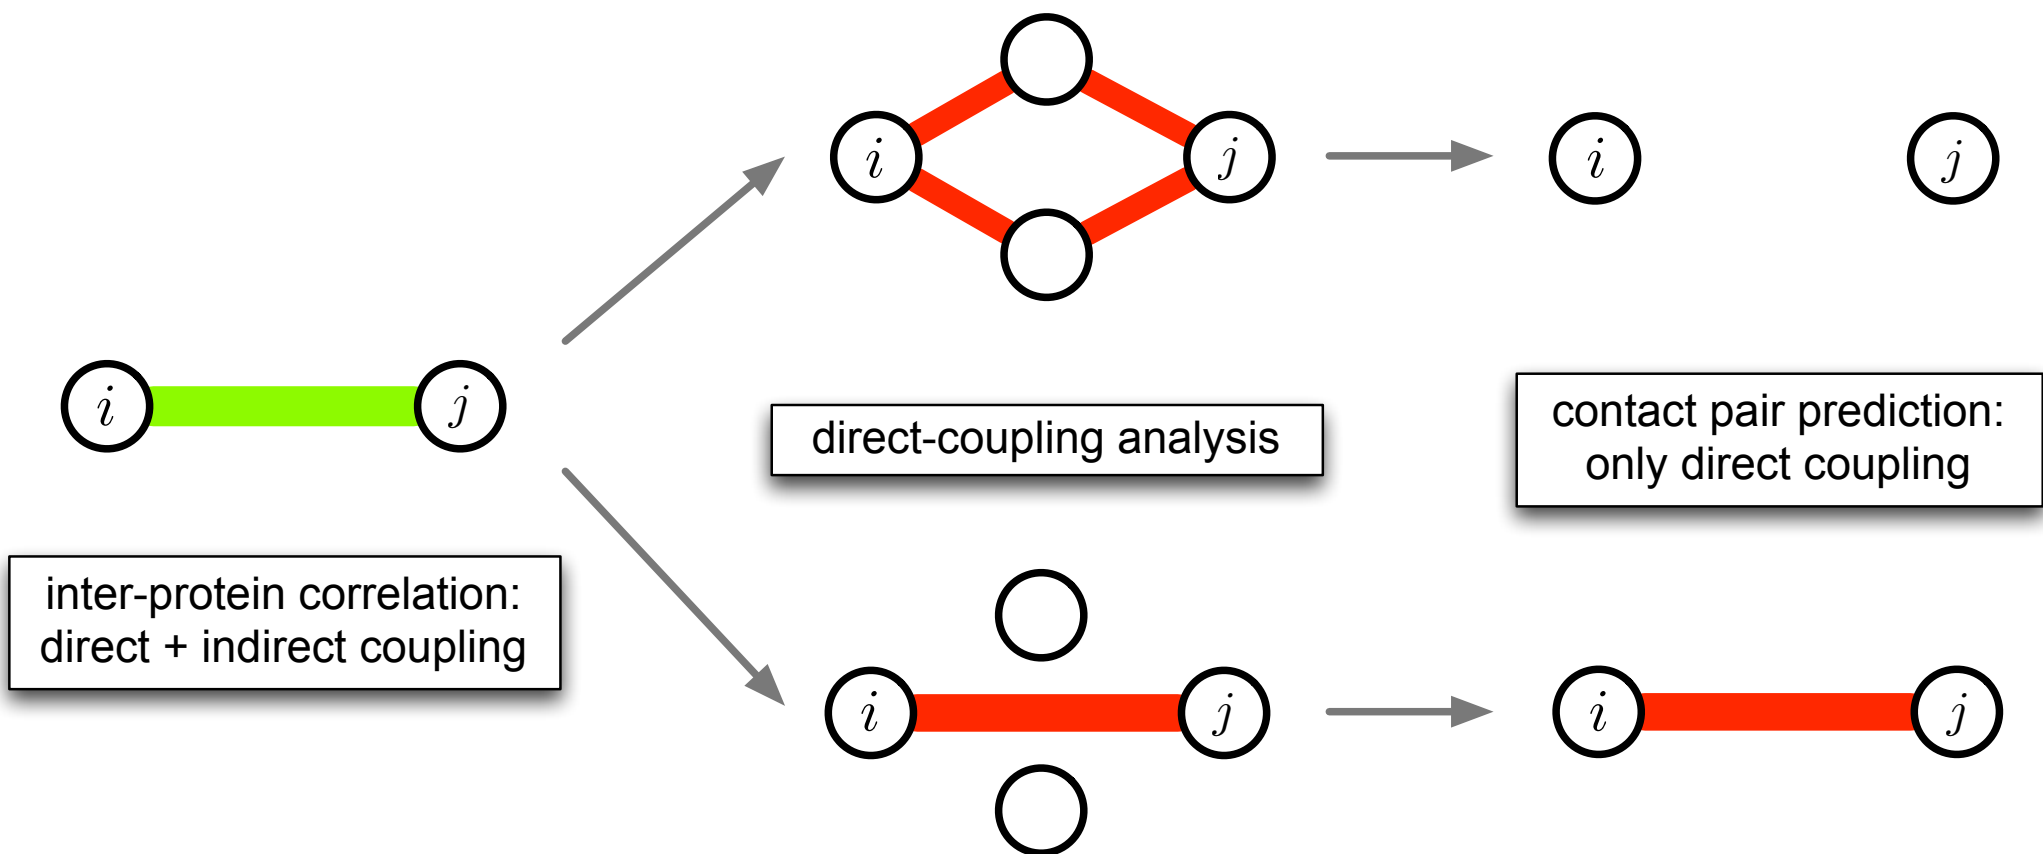 i
j
i
j
i
j
direct-coupling analysis
contact pair prediction:
only direct coupling
inter-protein correlation:
direct + indirect coupling
i
j
i
j